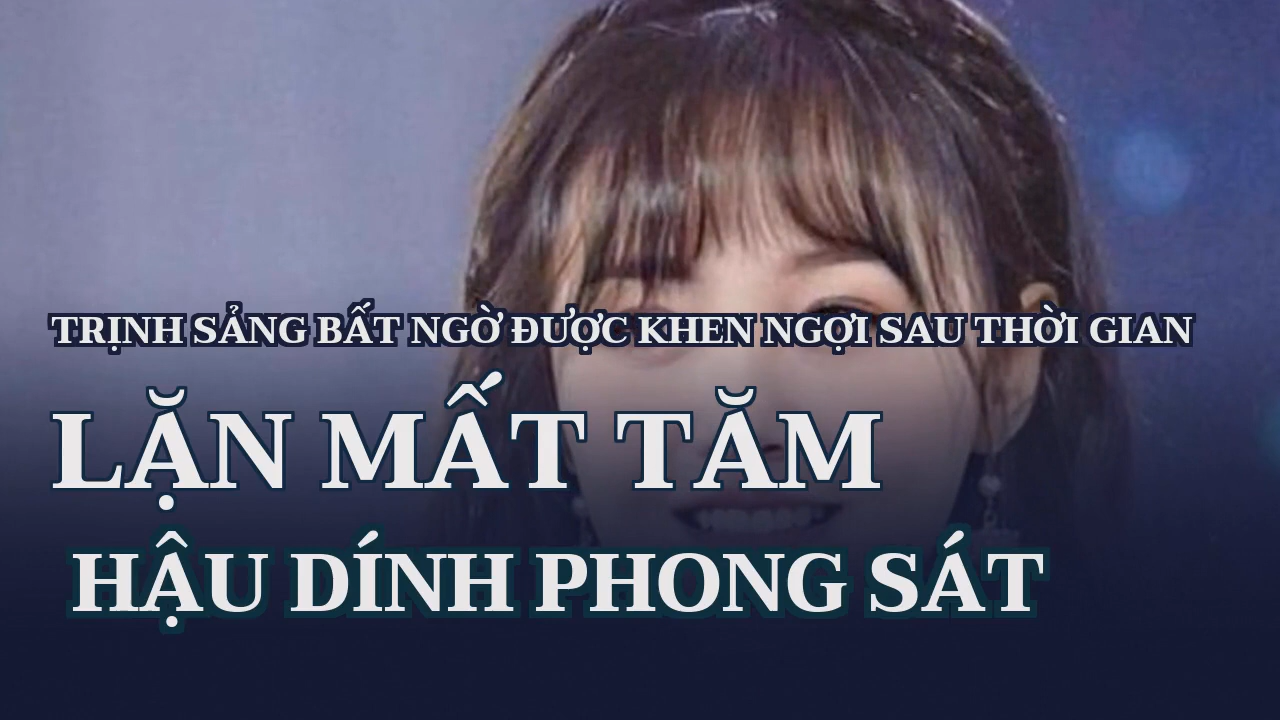 TRỊNH SẢNG BẤT NGỜ ĐƯỢC KHEN NGỢI SAU THỜI GIAN
LẶN MẤT TĂM
HẬU DÍNH PHONG SÁT